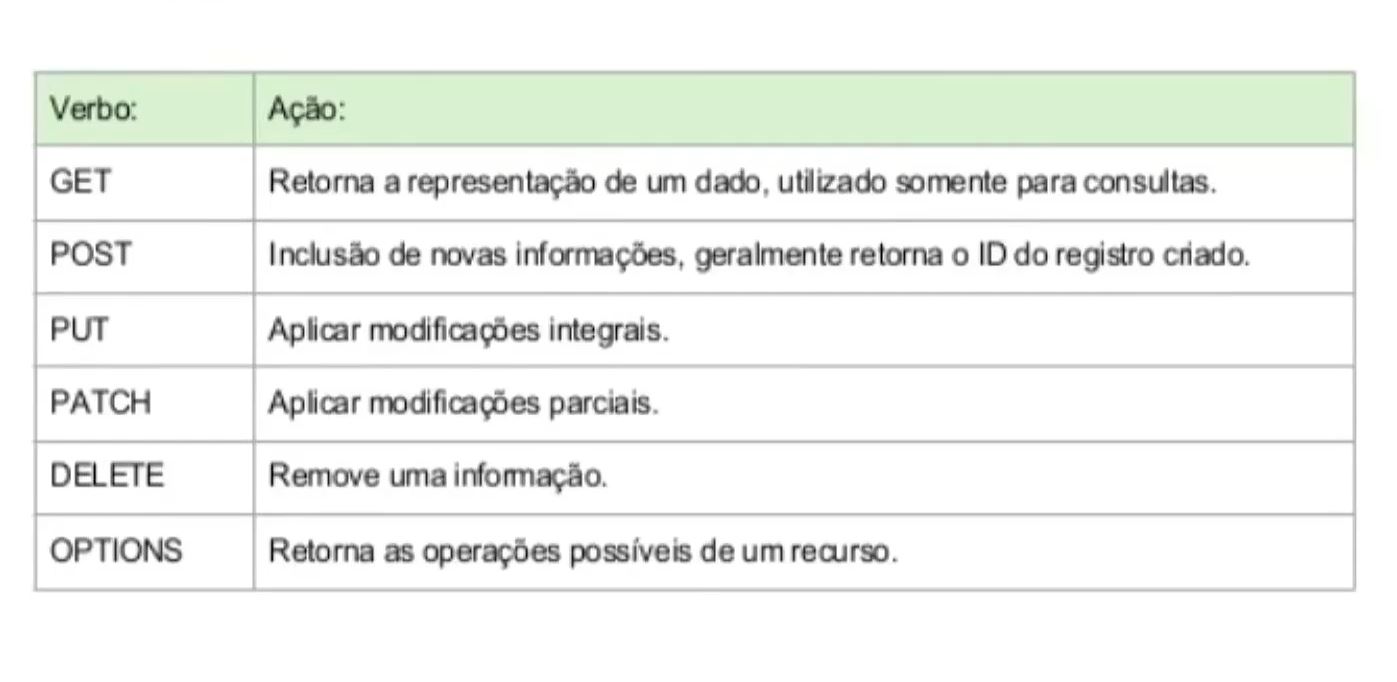 Verbo: Ação:
GET Retorna a representação de um dado, utilizado somente para consultas.
POST Inclusão de novas informações, geralmente retorna o ID do registro criado.
PUT Aplicar modificações integrais.
PATCH Aplicar modificações parciais.
DELETE Remove uma informação.
OPTIONS Retorna as operações possíveis de um recurso.